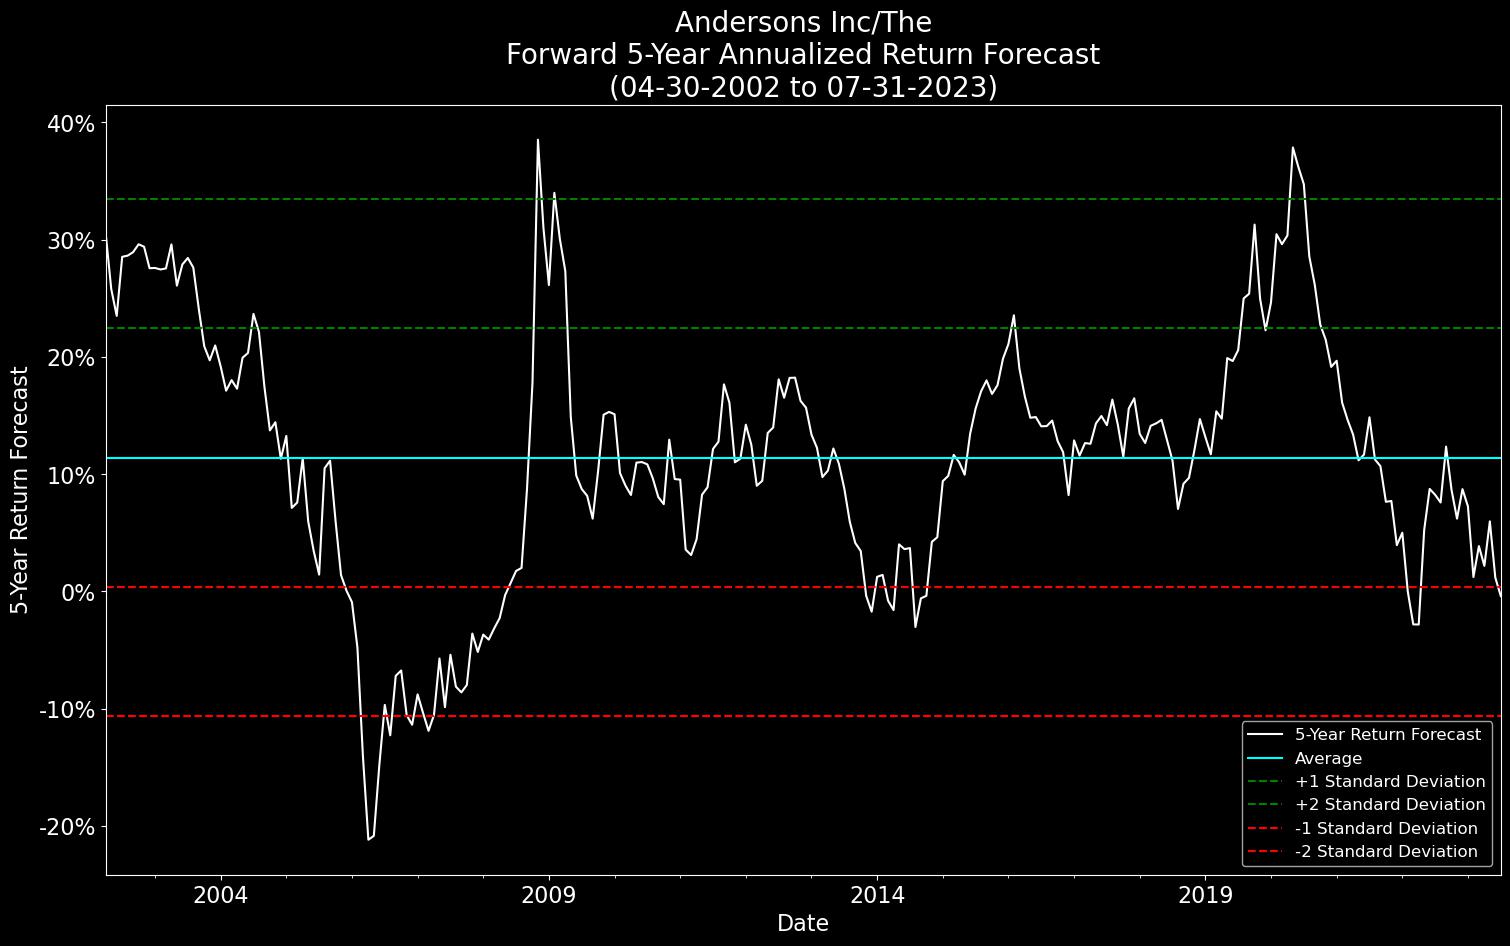 Andersons Inc/The
Forward 5-Year Annualized Return Forecast
(04-30-2002 to 07-31-2023)
40%
30%
20%
10%
0%
-10%
-20%
5-Year Return Forecast
5-Year Return Forecast
Average
+1 Standard Deviation
+2 Standard Deviation
-1 Standard Deviation
-2 Standard Deviation
2004 2009 2014 2019
Date